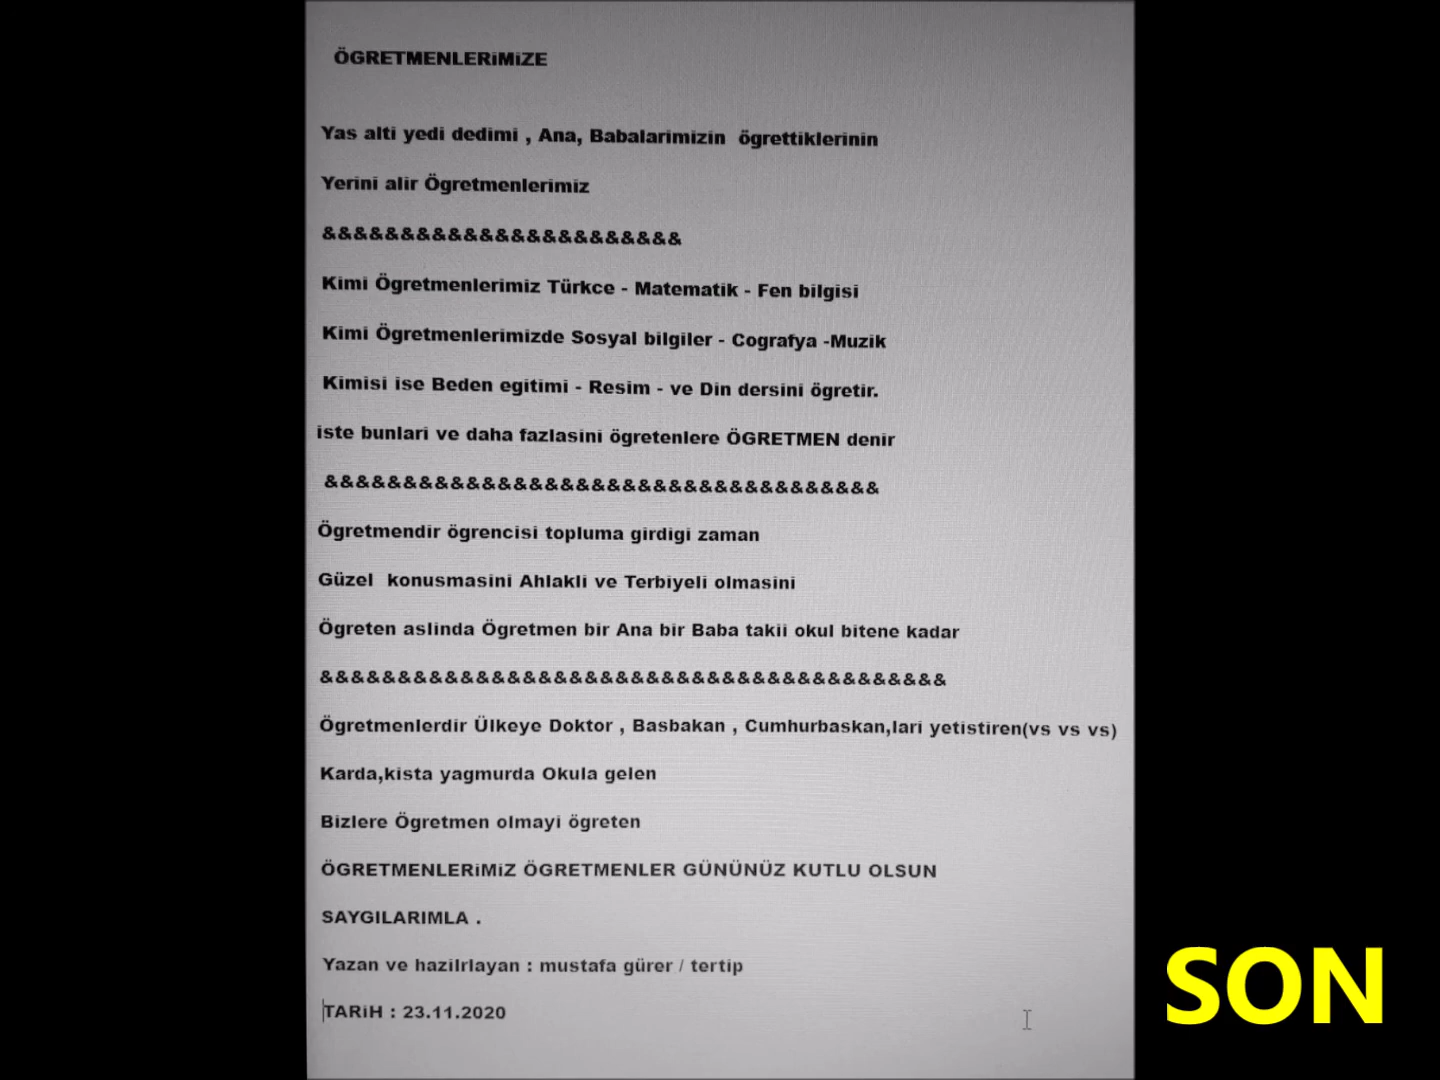 ÖGRETMENLERiMiZE
Yas alti yedi dedimi , Ana, Babalarimizin ögrettiklerinin
Yerini alir Ögretmenlerimiz
&&&&&&&&&&&&&&&&&&&&&&&
Kimi Ögretmenlerimiz Türkce - Matematik - Fen bilgisi
Kimi Ögretmenlerimizde Sosyal bilgiler - Cografya -Muzik
Kimisi ise Beden egitimi - Resim - ve Din dersini ögretir.
iste bunlari ve daha fazlasini ögretenlere ÖGRETMEN denir
&&&&&&&&&&&&&&&&&&&&&&&&&&&&&&&&&&&
Ögretmendir ögrencisi topluma girdigi zaman
Güzel konusmasini Ahlakli ve Terbiyeli olmasini
Ögreten aslinda Ögretmen bir Ana bir Baba takii okul bitene kadar
&&&&&&&&&&&&&&&&&&&&&&&&&&&&&&&&&&&&&&&&
Ögretmenlerdir Ülkeye Doktor , Basbakan , Cumhurbaskan,lari yetistiren(vs vs vs)
Karda,kista yagmurda Okula gelen
Bizlere Ögretmen olmayi ögreten
ÖGRETMENLERiMiZ ÖGRETMENLER GÜNÜNÜZ KUTLU OLSUN
SAYGILARIMLA .
Yazan ve hazilrlayan : mustafa gürer / tertip
TARiH : 23.11.2020
SON